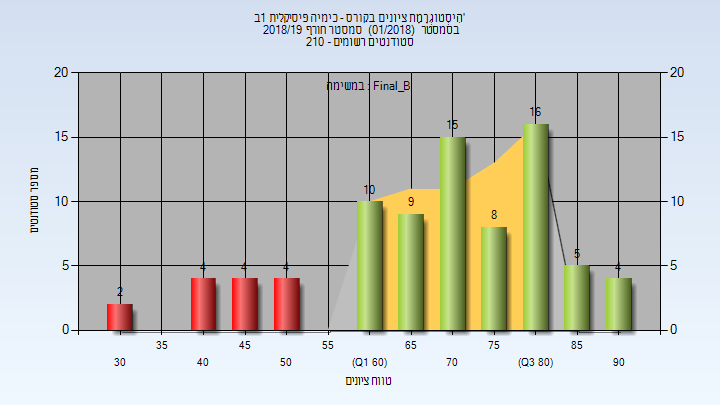 הִיסְטוֹגְרָמַת ציונים בקורס - כימיה פיסיקלית 1ב'
בסמסטר (01/2018) סמסטר חורף 2018/19
210 - סטודנטים רשומים
במשימה : Final_B
20 20
15 15
10 10
5 5
0 0
מספר סטודנטים
2 4 4 4 10 9 15 8 16 5 4
35 45 55 65 75 85
30 40 50 (Q1 60) 70 (Q3 80) 90
טווח ציונים